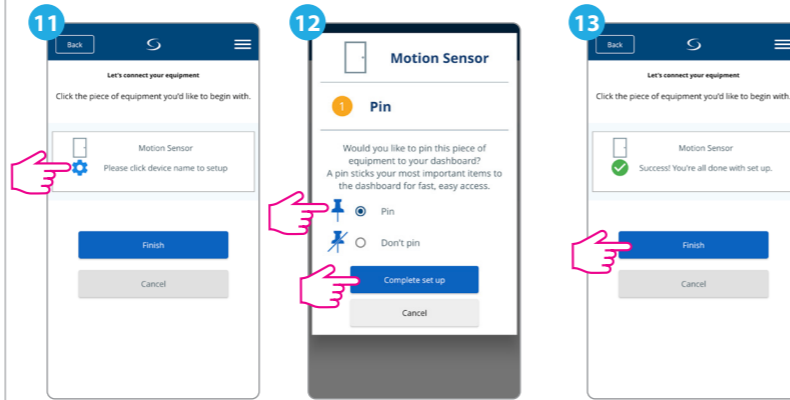 11
Back
Let's connect your equipment
Click the piece of equipment you'd like to begin with.
Motion Sensor
Please click device name to setup
Finish
Cancel
12
Motion Sensor
1 Pin
Would you like to pin this piece of
equipment to your dashboard?
A pin sticks your most important items to
the dashboard for fast, easy access.
Pin
Don't pin
Complete set up
Cancel
13
Back
Let's connect your equipment
Click the piece of equipment you'd like to begin with.
Motion Sensor
Success! You're all done with set up.
Finish
Cancel